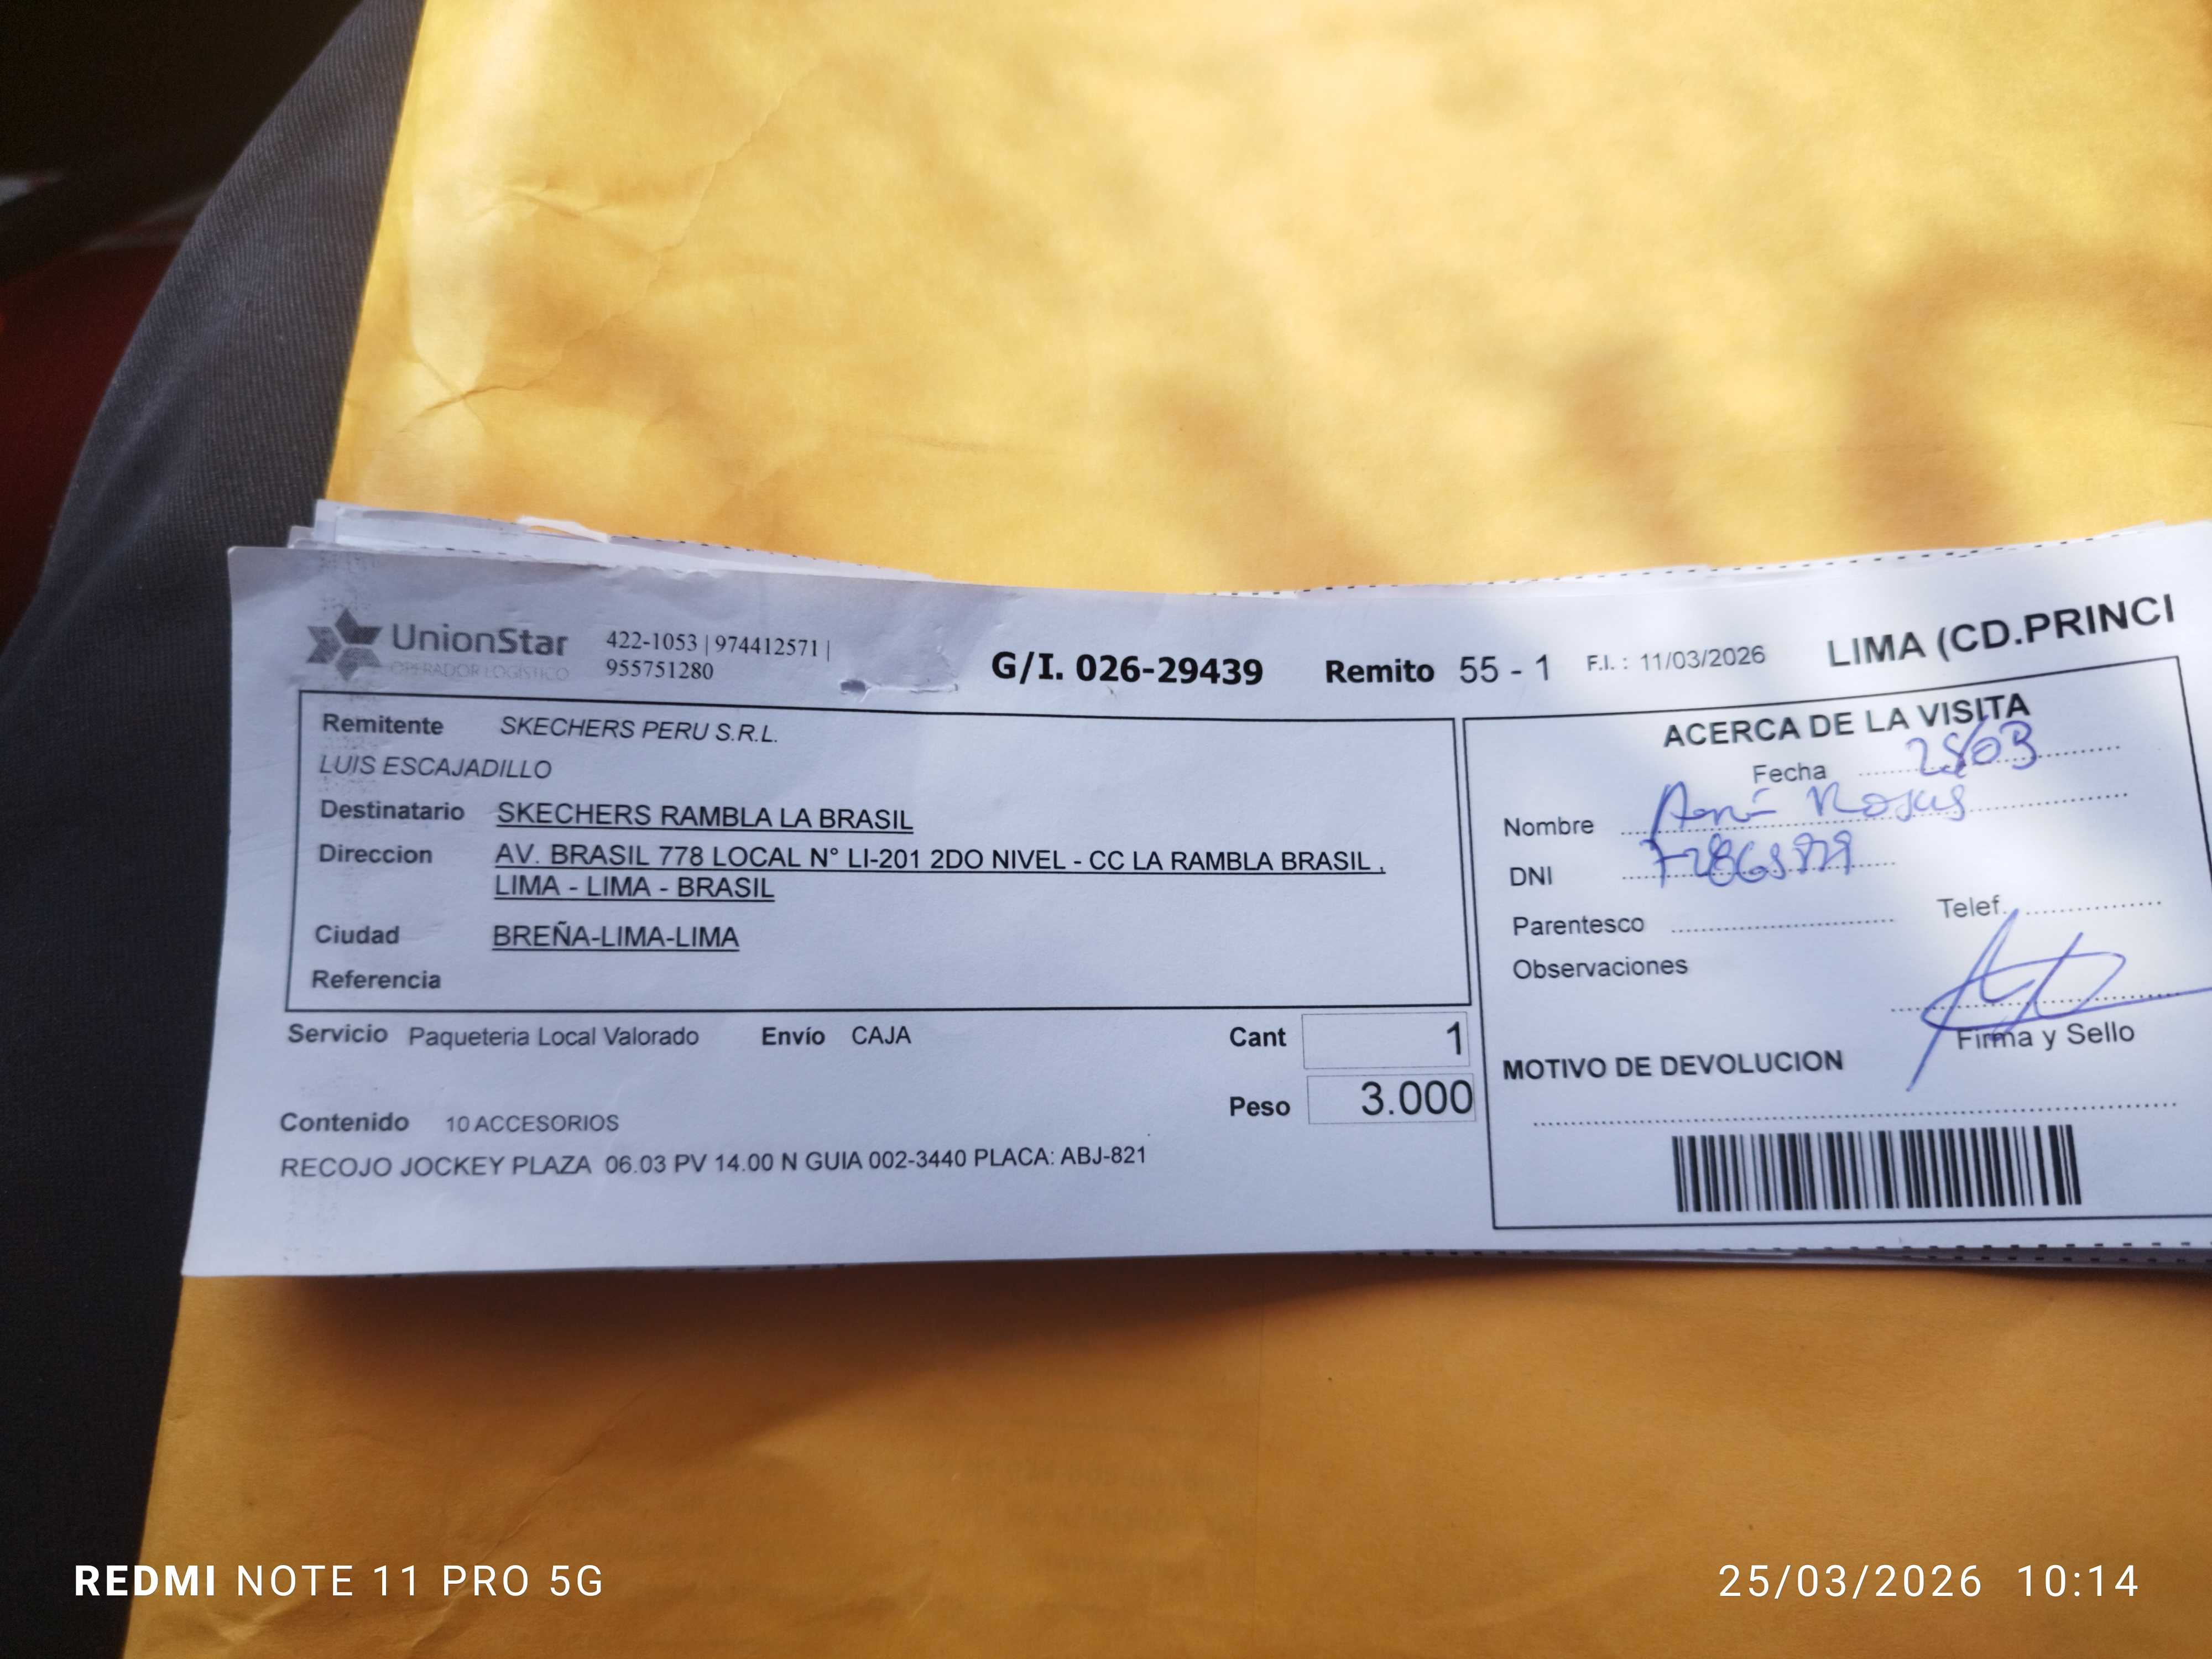 UnionStar
OPERADOR LOGISTICO
422-1053 | 974412571 |
955751280
G/I. 026-29439 Remito 55 - 1 F.I. : 11/03/2026 LIMA (CD.PRINCI
Remitente SKECHERS PERU S.R.L.
LUIS ESCAJADILLO
Destinatario SKECHERS RAMBLA LA BRASIL
Direccion AV. BRASIL 778 LOCAL N° LI-201 2DO NIVEL - CC LA RAMBLA BRASIL ,
LIMA - LIMA - BRASIL
Ciudad BREÑA-LIMA-LIMA
Referencia
Servicio Paqueteria Local Valorado Envío CAJA Cant 1
Peso 3.000
Contenido 10 ACCESORIOS
RECOJO JOCKEY PLAZA 06.03 PV 14.00 N GUIA 002-3440 PLACA: ABJ-821
ACERCA DE LA VISITA
Fecha
Nombre Rojas
DNI
Parentesco Telef.
Observaciones
Firma y Sello
MOTIVO DE DEVOLUCION
REDMI NOTE 11 PRO 5G
25/03/2026 10:14